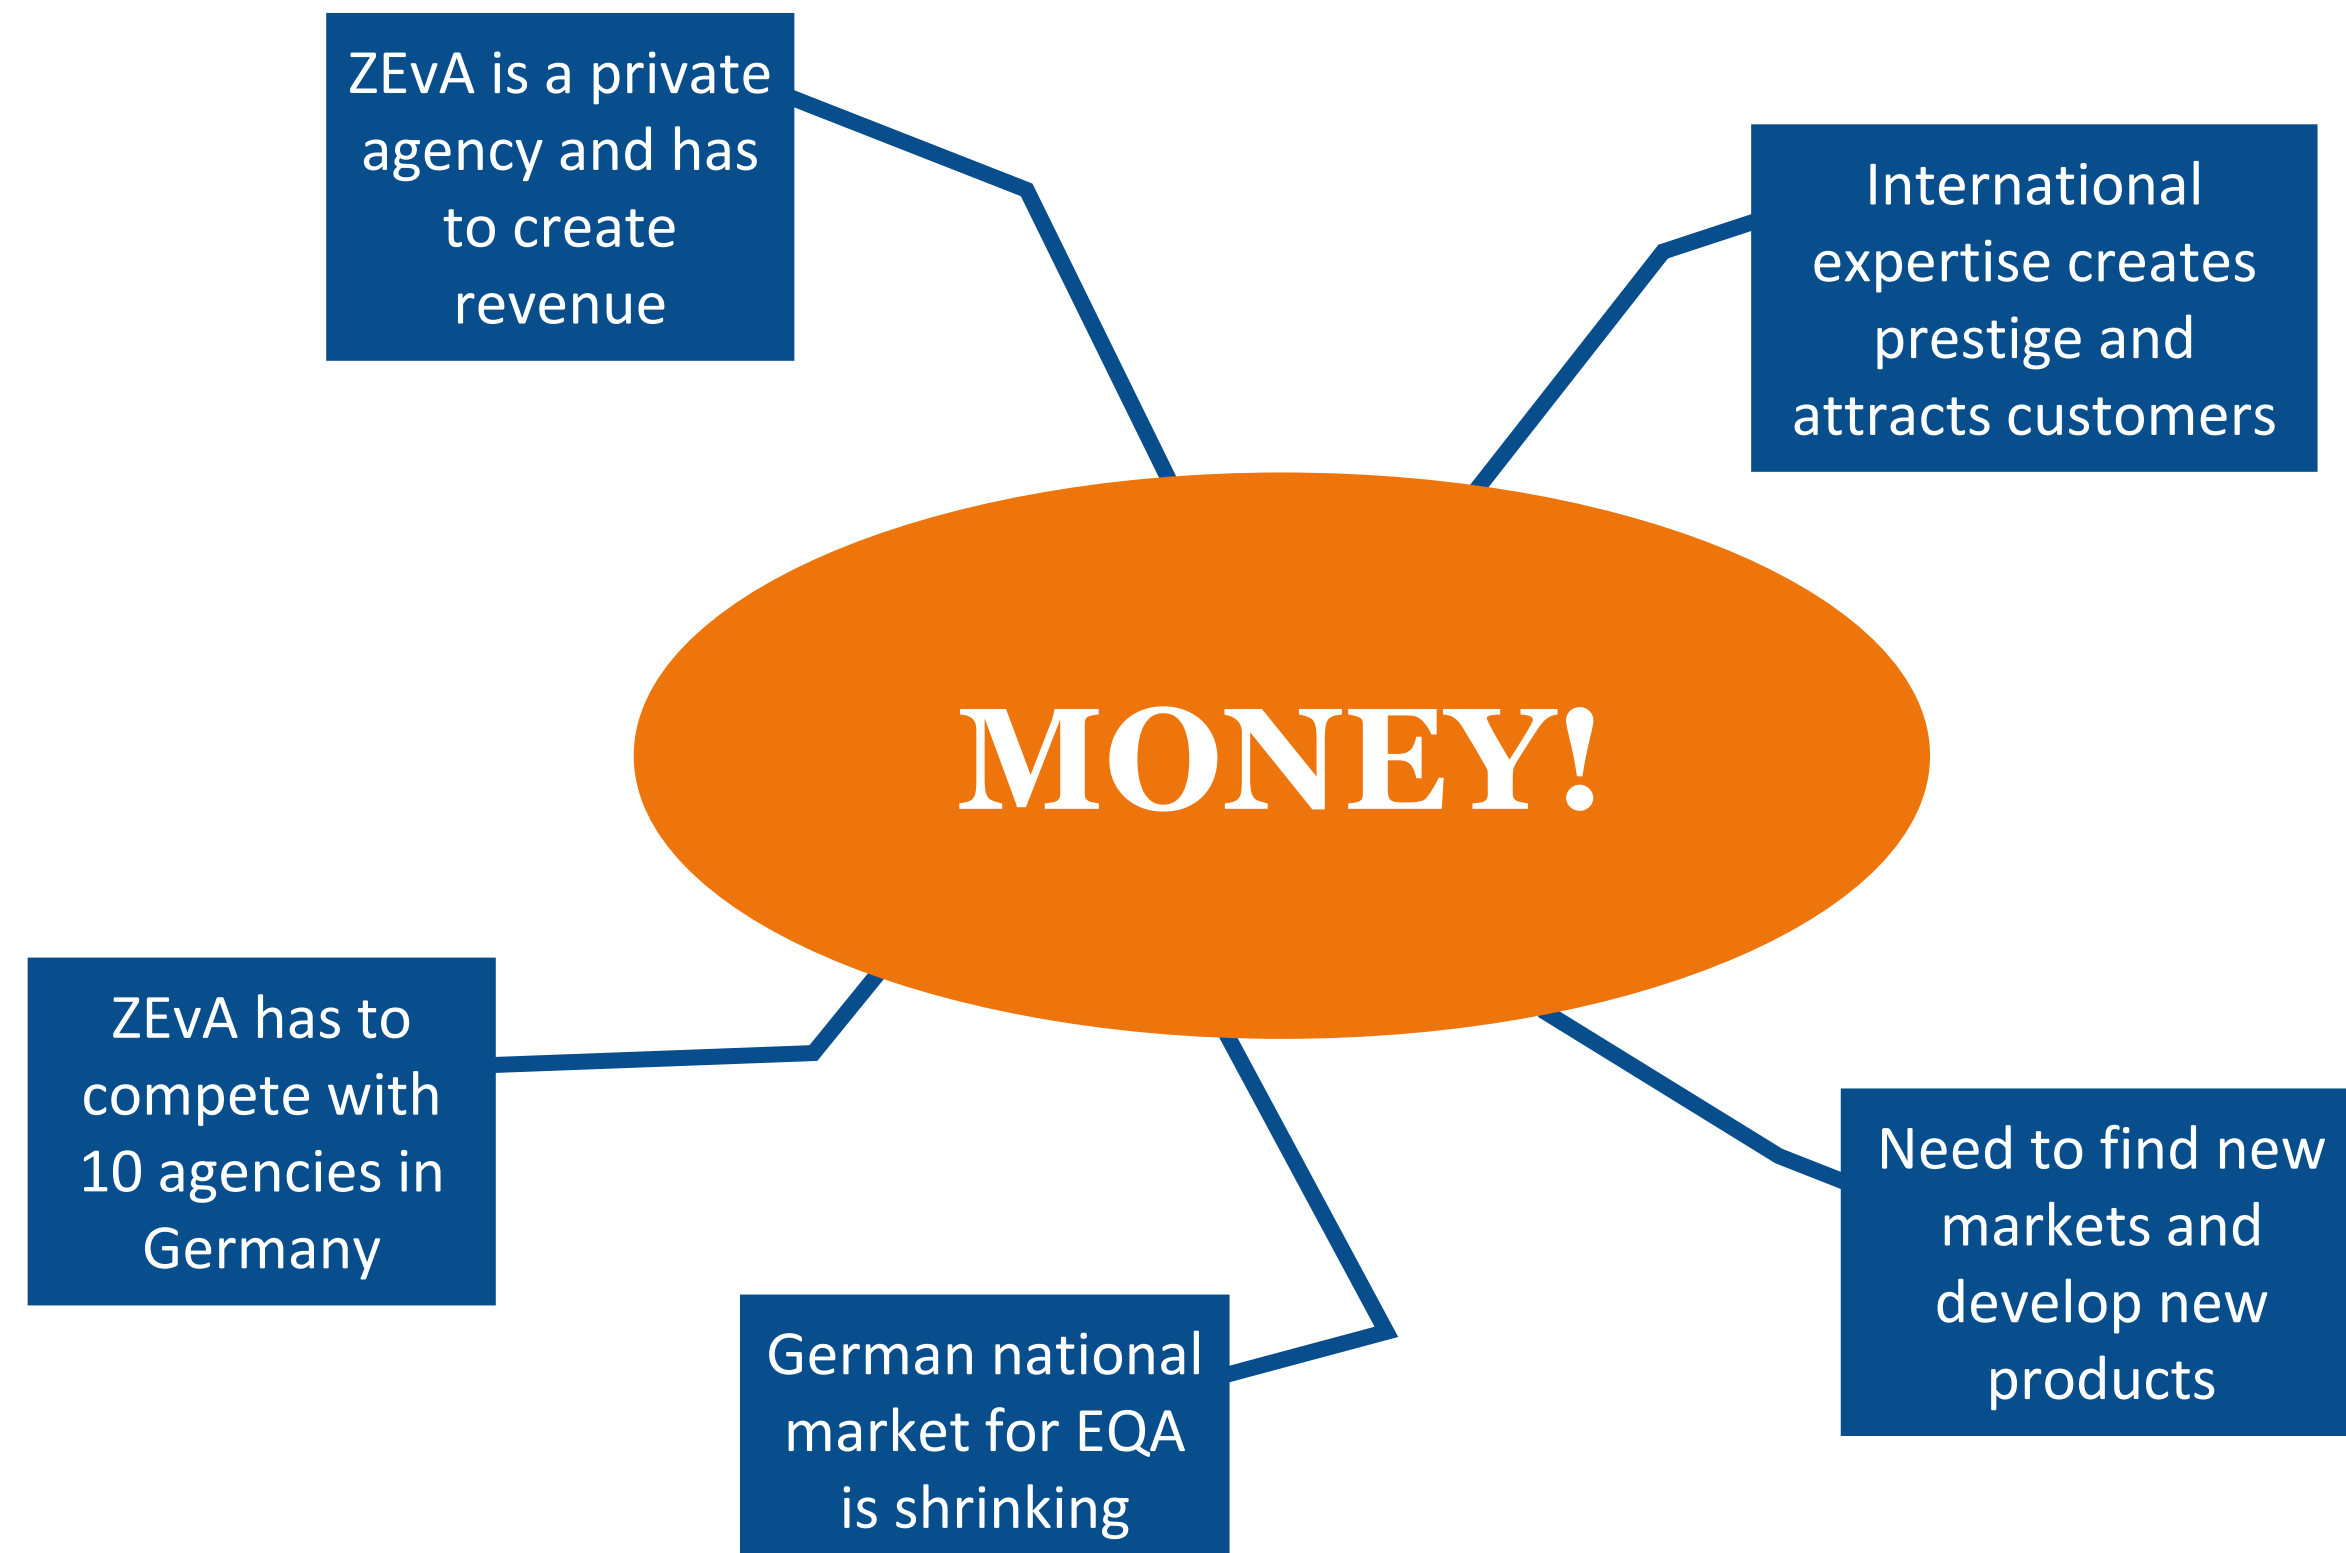 ZEvA is a private
agency and has
to create
revenue
International
expertise creates
prestige and
attracts customers
MONEY!
ZEvA has to
compete with
10 agencies in
Germany
German national
market for EQA
is shrinking
Need to find new
markets and
develop new
products